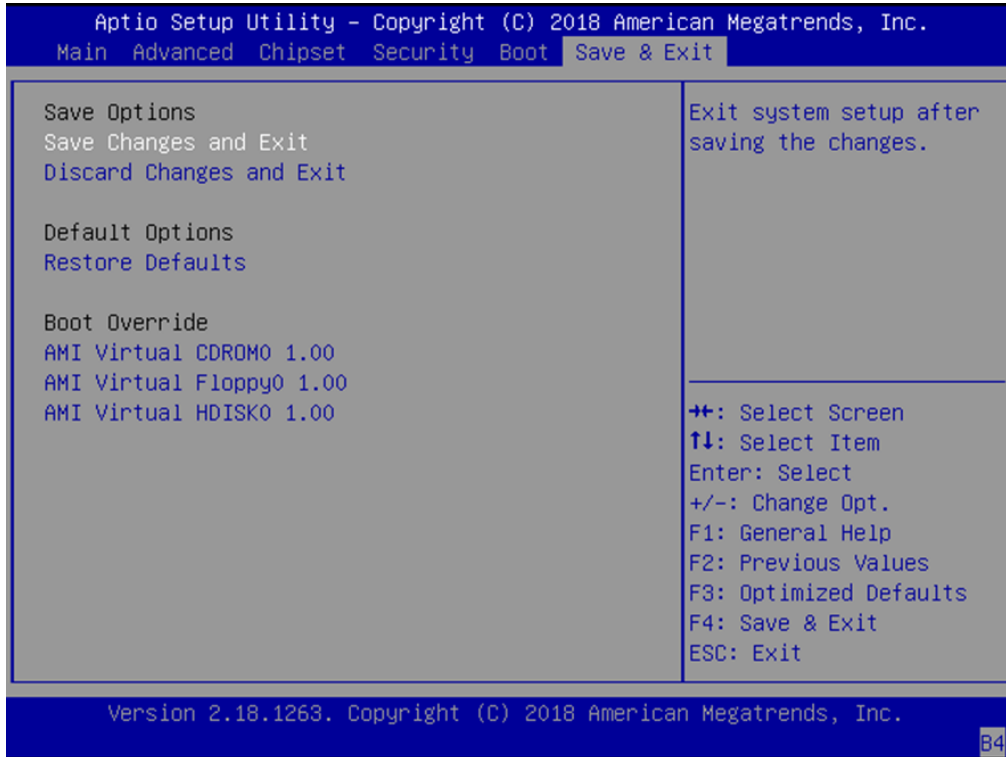 Aptio Setup Utility – Copyright (C) 2018 American Megatrends, Inc.
Main Advanced Chipset Security Boot Save & Exit
Save Options
Save Changes and Exit
Discard Changes and Exit
Default Options
Restore Defaults
Boot Override
AMI Virtual CDROM0 1.00
AMI Virtual Floppy0 1.00
AMI Virtual HDISK0 1.00
Exit system setup after
saving the changes.
→←: Select Screen
↑↓: Select Item
Enter: Select
+/-: Change Opt.
F1: General Help
F2: Previous Values
F3: Optimized Defaults
F4: Save & Exit
ESC: Exit
Version 2.18.1263. Copyright (C) 2018 American Megatrends, Inc.
B4